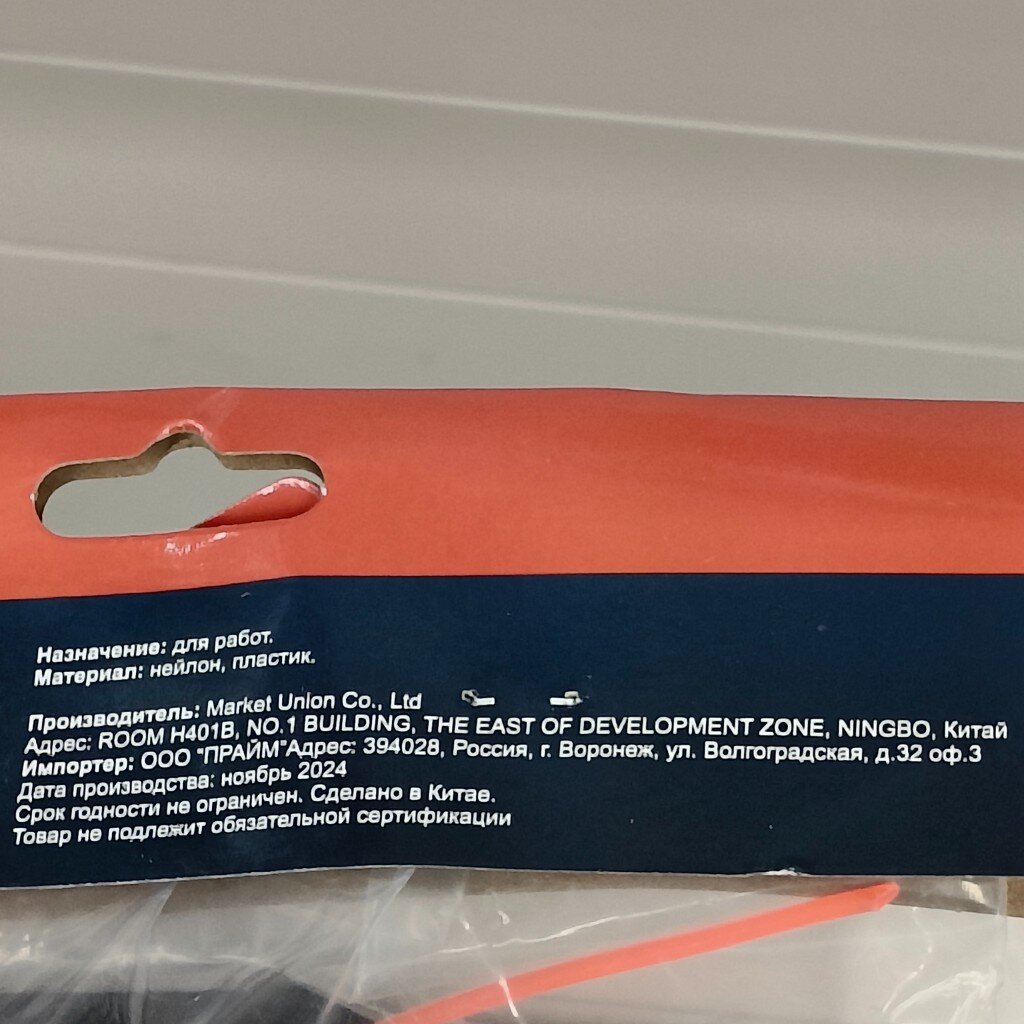 Назначение: для работ.
Материал: нейлон, пластик.
Производитель: Market Union Co., Ltd
Адрес: ROOM H401B, NO.1 BUILDING, THE EAST OF DEVELOPMENT ZONE, NINGBO, Китай
Импортер: ООО "ПРАЙМ"Адрес: 394028, Россия, г. Воронеж, ул. Волгоградская, д.32 оф.3
Дата производства: ноябрь 2024
Срок годности не ограничен. Сделано в Китае.
Товар не подлежит обязательной сертификации